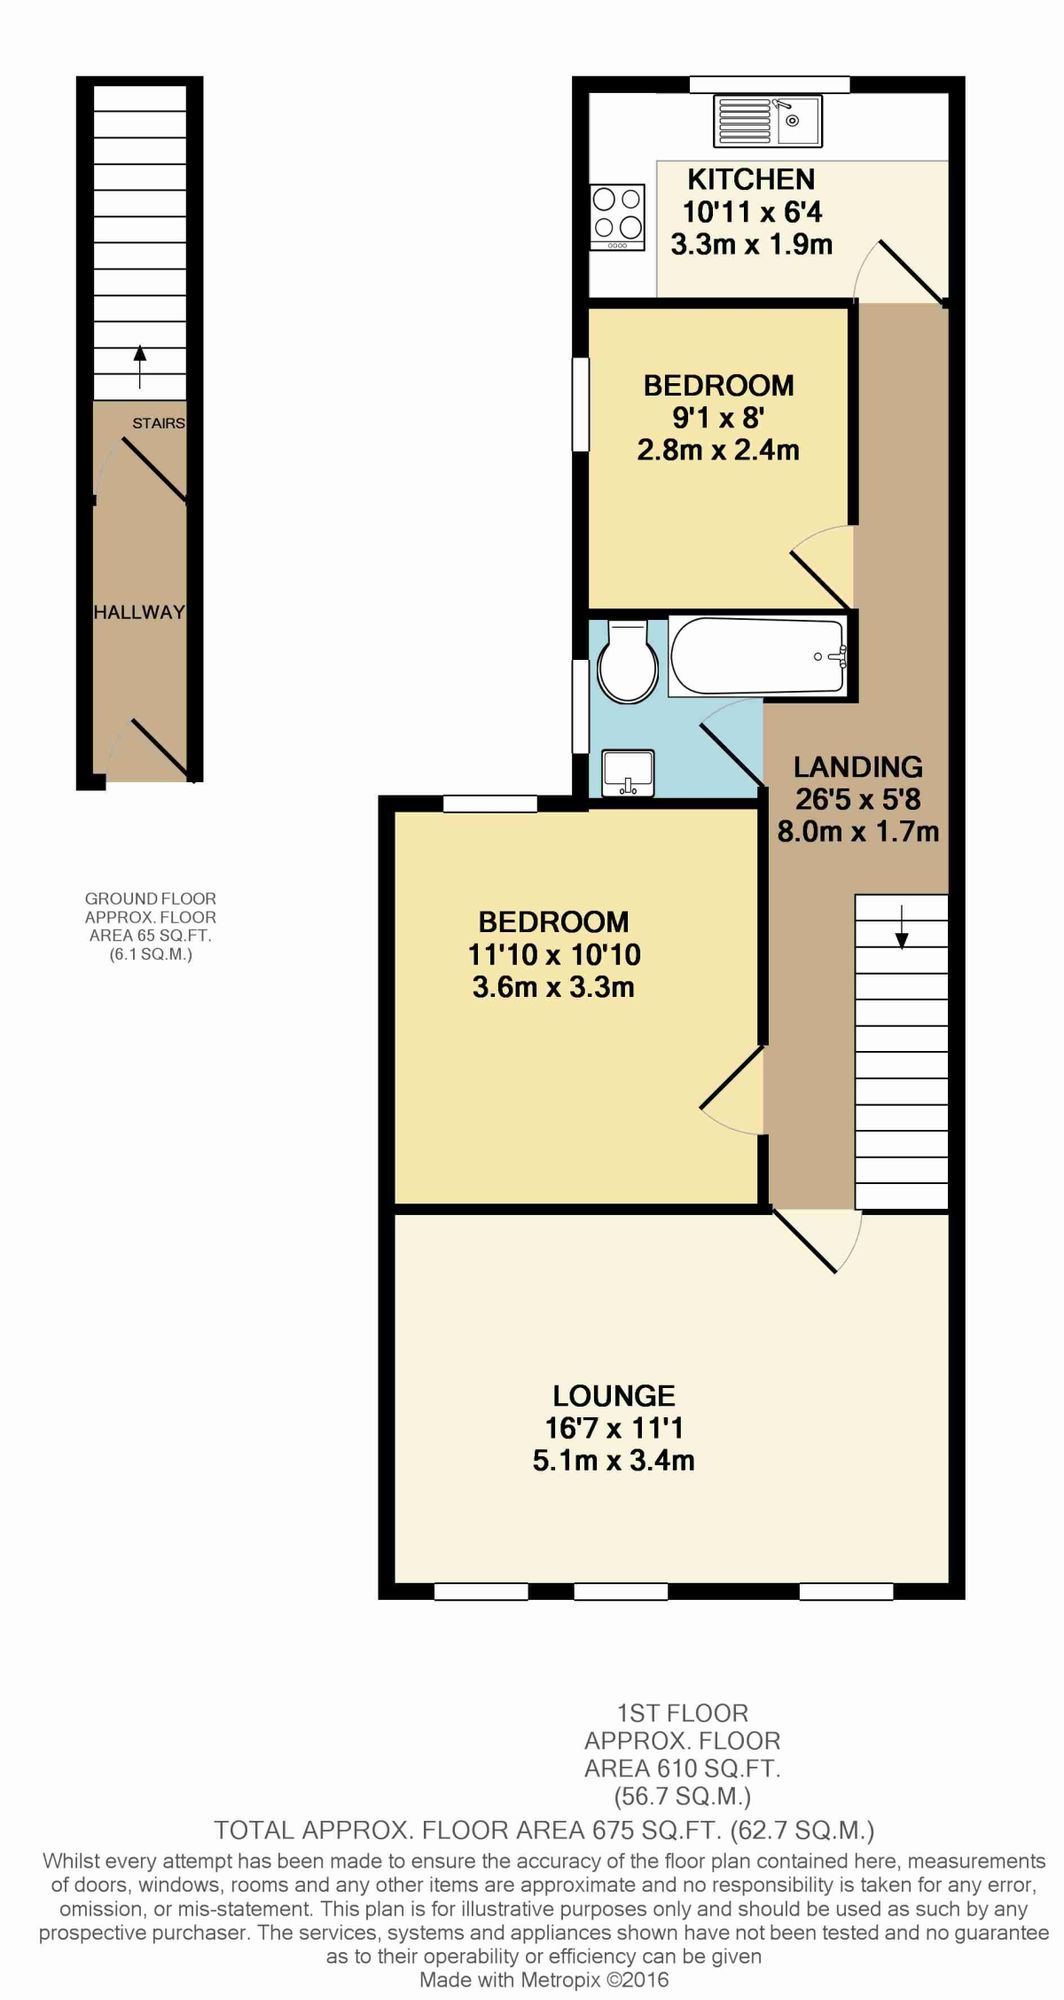 KITCHEN
10'11 x 6'4
3.3m x 1.9m
BEDROOM
9'1 x 8'
2.8m x 2.4m
STAIRS
HALLWAY
LANDING
26'5 x 5'8
8.0m x 1.7m
GROUND FLOOR
APPROX. FLOOR
AREA 65 SQ.FT.
(6.1 SQ.M.)
BEDROOM
11'10 x 10'10
3.6m x 3.3m
LOUNGE
16'7 x 11'1
5.1m x 3.4m
1ST FLOOR
APPROX. FLOOR
AREA 610 SQ.FT.
(56.7 SQ.M.)
TOTAL APPROX. FLOOR AREA 675 SQ.FT. (62.7 SQ.M.)
Whilst every attempt has been made to ensure the accuracy of the floor plan contained here, measurements
of doors, windows, rooms and any other items are approximate and no responsibility is taken for any error,
omission, or mis-statement. This plan is for illustrative purposes only and should be used as such by any
prospective purchaser. The services, systems and appliances shown have not been tested and no guarantee
as to their operability or efficiency can be given
Made with Metropix ©2016